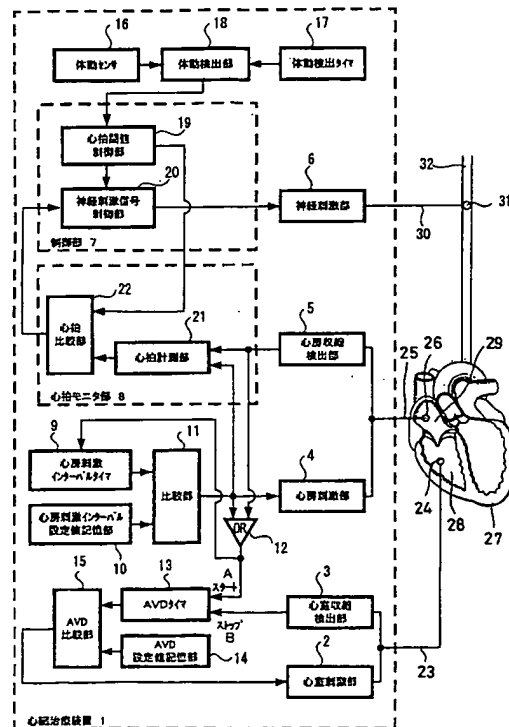 16
18
17
体動センサ
体動検出部
体動検出タイマ
19
心拍閾値
制御部
20
6
32
31
神経刺激信号
制御部
神経刺激部
30
制御部 7
22
5
心拍
比較部
21
心拍計測部
心房収縮
検出部
25
26
29
心拍モニタ部 8
9
11
4
心房刺激
インターバルタイマ
比較部
心房刺激部
24
28
27
心房刺激インターバル
設定値記憶部
OR
12
10
A
スタート
15
13
3
AVD
比較部
AVDタイマ
心室収縮
検出部
ストップ
B
2
AVD
設定値記憶部
14
心室刺激部
23
心臓治療装置 1